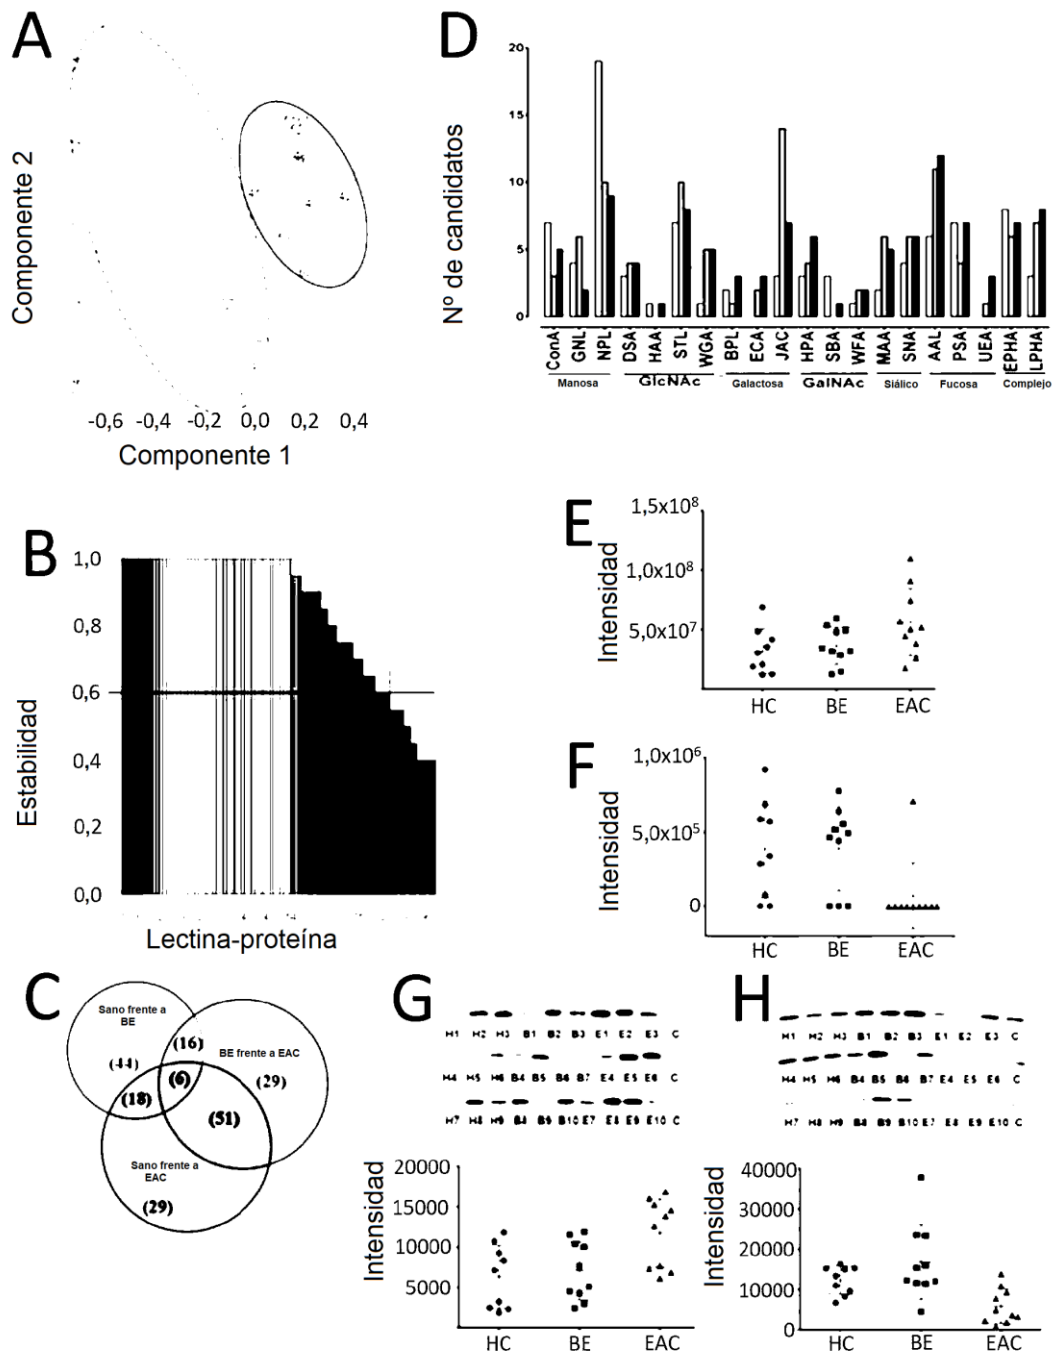 A
Componente 2
-0,6 -0,4 -0,2 0,0 0,2 0,4
Componente 1
B
Estabilidad
1,0
0,8
0,6
0,4
0,2
0,0
Lectina-proteína
C
Sano frente a
BE
(44)
(16)
BE frente a EAC
(29)
(6)
(18)
(51)
Sano frente a
EAC
(29)
D
Nº de candidatos
20
15
10
5
0
ConA GNL NPL DSA HAA STL WGA BPL ECA JAC HPA SBA WFA MAA SNA AAL PSA UEA EPHA LPHA
Manosa GlcNAc Galactosa GalNAc Siálico Fucosa Complejo
E
Intensidad
1,5x10⁸
1,0x10⁸
5,0x10⁷
HC BE EAC
F
Intensidad
1,0x10⁶
5,0x10⁵
0
HC BE EAC
G
H1 H2 H3 B1 B2 B3 E1 E2 E3 C
H4 H5 H6 B4 B5 B6 B7 E4 E5 E6 C
H7 H8 H9 B8 B9 B10 E7 E8 E9 E10 C
Intensidad
20000
15000
10000
5000
HC BE EAC
H
H1 H2 H3 B1 B2 B3 E1 E2 E3 C
H4 H5 H6 B4 B5 B6 B7 E4 E5 E6 C
H7 H8 H9 B8 B9 B10 E7 E8 E9 E10 C
Intensidad
40000
30000
20000
10000
0
HC BE EAC